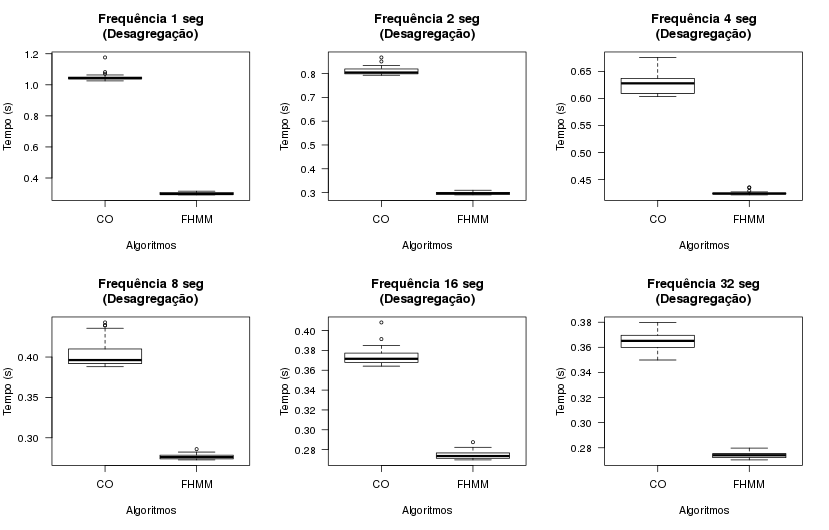 Frequência 1 seg
(Desagregação)
Tempo (s)
1.2
1.0
0.8
0.6
0.4
CO
FHMM
Algoritmos
Frequência 2 seg
(Desagregação)
Tempo (s)
0.8
0.7
0.6
0.5
0.4
0.3
CO
FHMM
Algoritmos
Frequência 4 seg
(Desagregação)
Tempo (s)
0.65
0.60
0.55
0.50
0.45
CO
FHMM
Algoritmos
Frequência 8 seg
(Desagregação)
Tempo (s)
0.40
0.30
CO
FHMM
Algoritmos
Frequência 16 seg
(Desagregação)
Tempo (s)
0.40
0.38
0.36
0.34
0.32
0.30
0.28
CO
FHMM
Algoritmos
Frequência 32 seg
(Desagregação)
Tempo (s)
0.38
0.36
0.34
0.32
0.30
0.28
CO
FHMM
Algoritmos